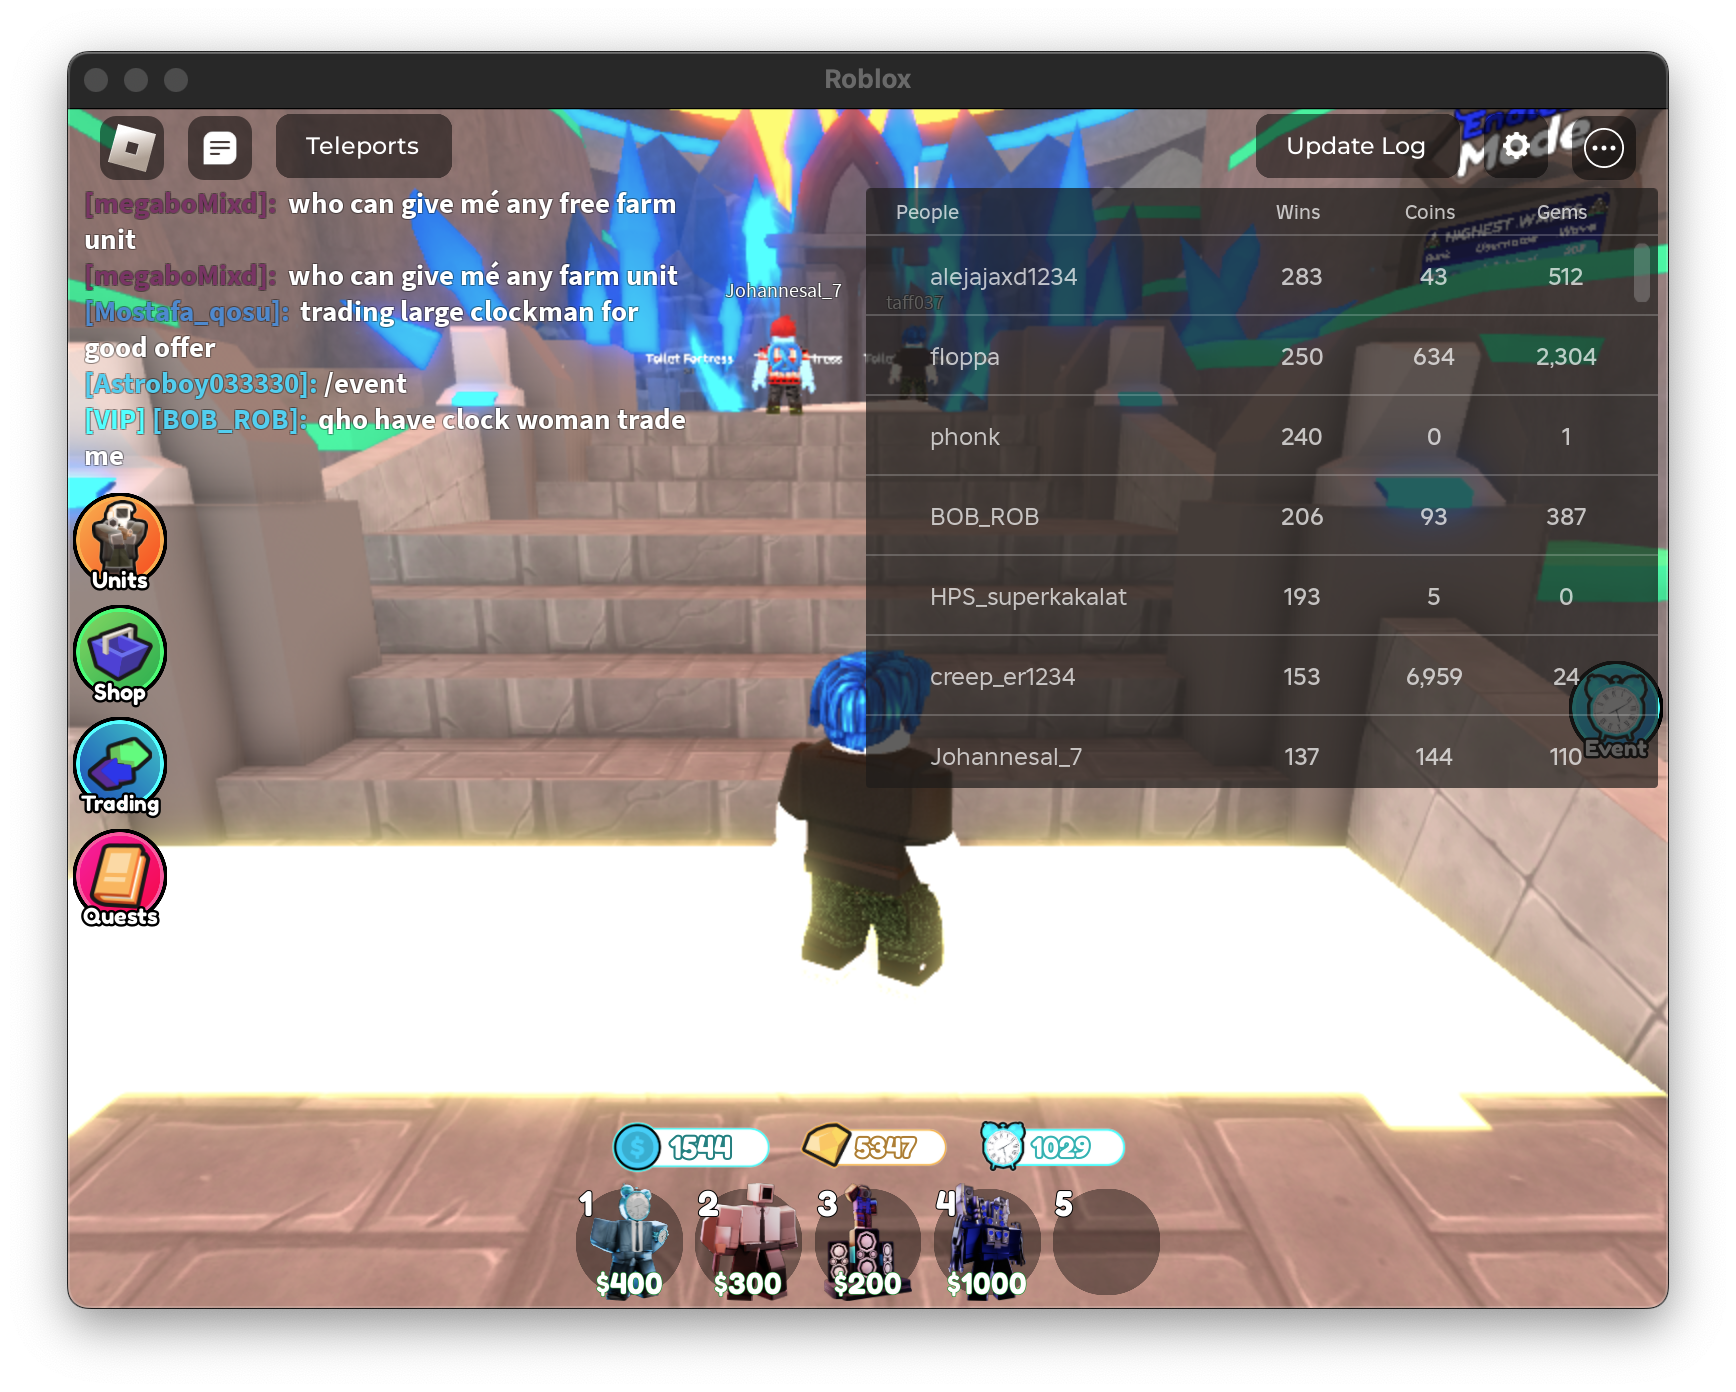 Roblox
Teleports
Update Log
Endless
Mode
[megaboMixd]: who can give mé any free farm
unit
[megaboMixd]: who can give mé any farm unit
[Mostafa_qosu]: trading large clockman for
good offer
[Astroboy033330]: /event
[VIP] [BOB_ROB]: qho have clock woman trade
me
Johannesal_7
taff037
Toilet Fortress
People Wins Coins Gems
HIGHEST
Username
alejajaxd1234 283 43 512
floppa 250 634 2,304
phonk 240 0 1
BOB_ROB 206 93 387
HPS_superkakalat 193 5 0
creep_er1234 153 6,959 24
Johannesal_7 137 144 110
Event
Units
Shop
Trading
Quests
1544 5347 1029
1 2 3 4 5
$400 $300 $200 $1000